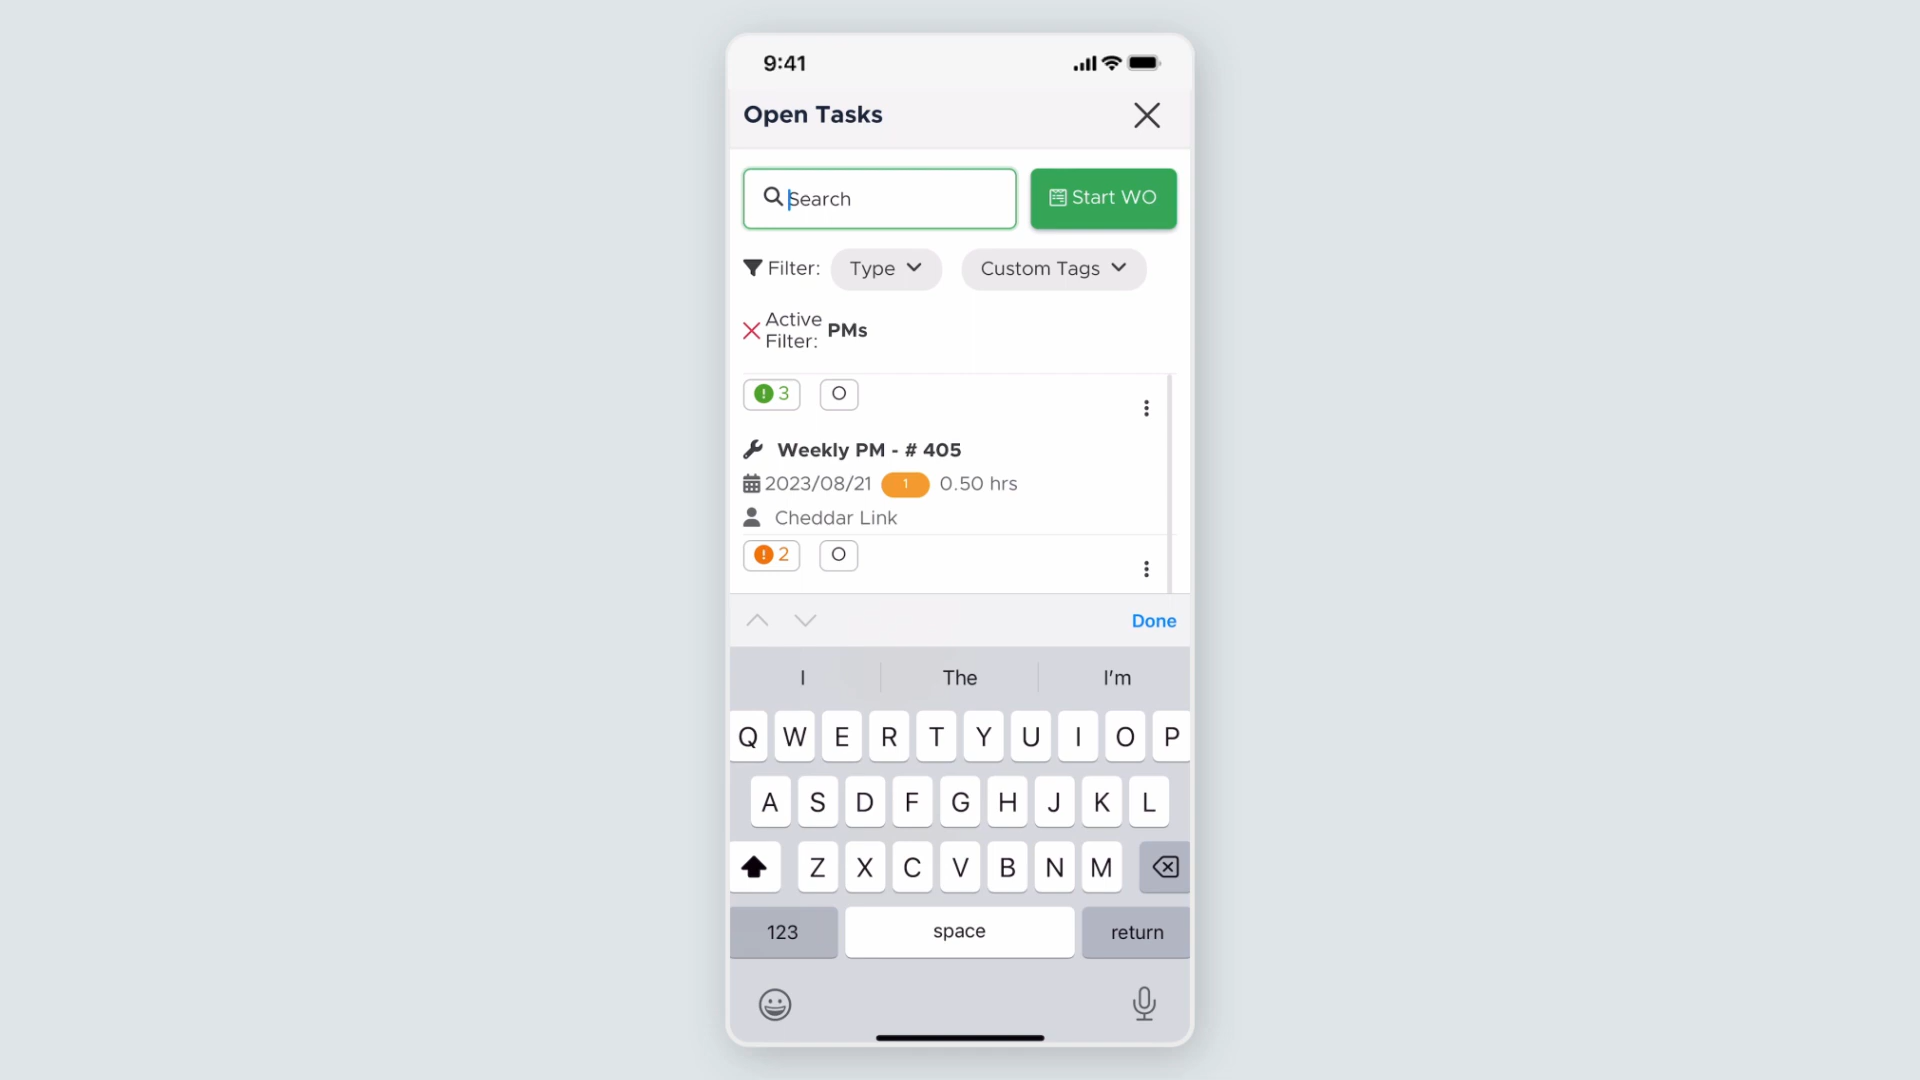 9:41
Open Tasks
Search
Start WO
Filter: Type Custom Tags
Active Filter: PMs
3
Weekly PM - # 405
2023/08/21 1 0.50 hrs
Cheddar Link
2
Done
I The I'm
Q W E R T Y U I O P
A S D F G H J K L
Z X C V B N M
123 space return